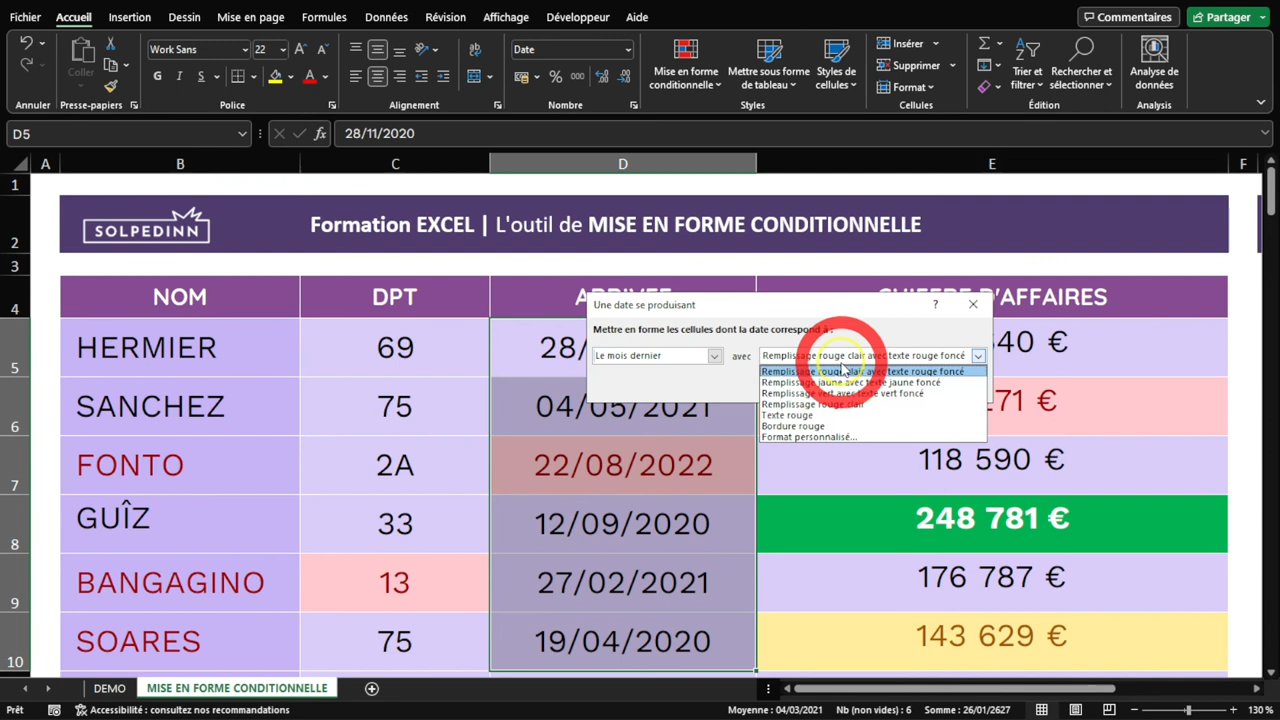 Fichier Accueil Insertion Dessin Mise en page Formules Données Révision Affichage Développeur Aide Commentaires Partager
Work Sans 22 Date Insérer
Coller Mise en forme conditionnelle Mettre sous forme de tableau Styles de cellules Supprimer Trier et filtrer Rechercher et sélectionner Analyse de données
G I S A Format
Annuler Presse-papiers Police Alignement Nombre Styles Cellules Édition Analysis
D5 fx 28/11/2020
A B C D E F
1
2 SOLPEDINN Formation EXCEL | L'outil de MISE EN FORME CONDITIONNELLE
3
4 NOM DPT
Une date se produisant ? ×
Mettre en forme les cellules dont la date correspond à :
Le mois dernier avec Remplissage rouge clair avec texte rouge foncé
Remplissage rouge clair avec texte rouge foncé
Remplissage jaune avec texte jaune foncé
Remplissage vert avec texte vert foncé
Remplissage rouge clair
Texte rouge
Bordure rouge
Format personnalisé...
5 HERMIER 69 28/
6 SANCHEZ 75 04/05/2021
7 FONTO 2A 22/08/2022 118 590 €
8 GUÎZ 33 12/09/2020 248 781 €
9 BANGAGINO 13 27/02/2021 176 787 €
10 SOARES 75 19/04/2020 143 629 €
DEMO MISE EN FORME CONDITIONNELLE
Prêt Accessibilité : consultez nos recommandations Moyenne : 04/03/2021 Nb (non vides) : 6 Somme : 26/01/2627 130 %